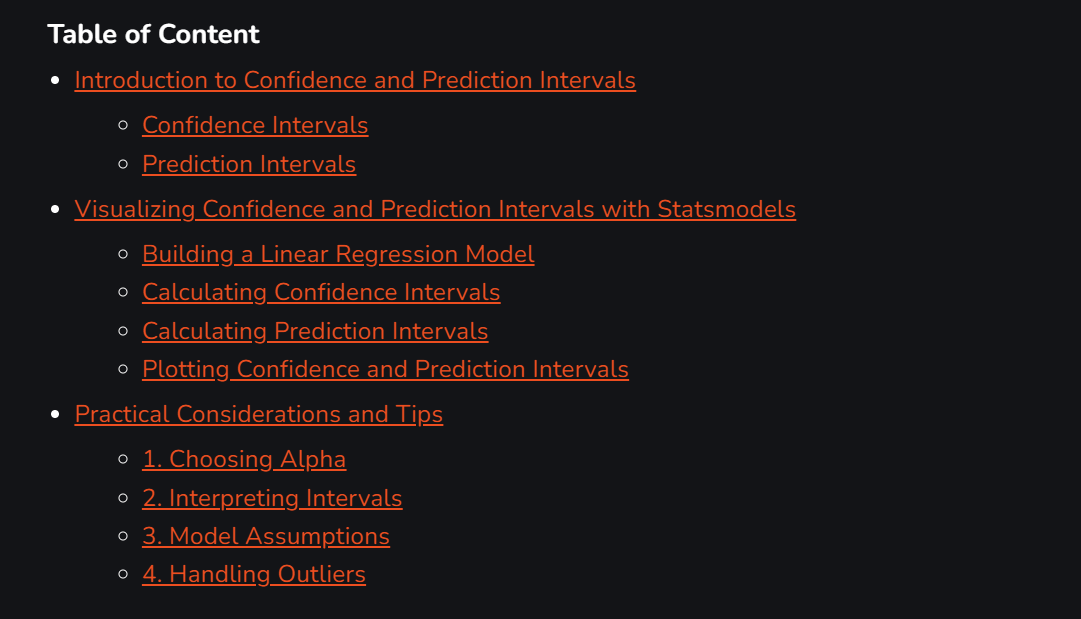 Table of Content
Introduction to Confidence and Prediction Intervals
Confidence Intervals
Prediction Intervals
Visualizing Confidence and Prediction Intervals with Statsmodels
Building a Linear Regression Model
Calculating Confidence Intervals
Calculating Prediction Intervals
Plotting Confidence and Prediction Intervals
Practical Considerations and Tips
1. Choosing Alpha
2. Interpreting Intervals
3. Model Assumptions
4. Handling Outliers